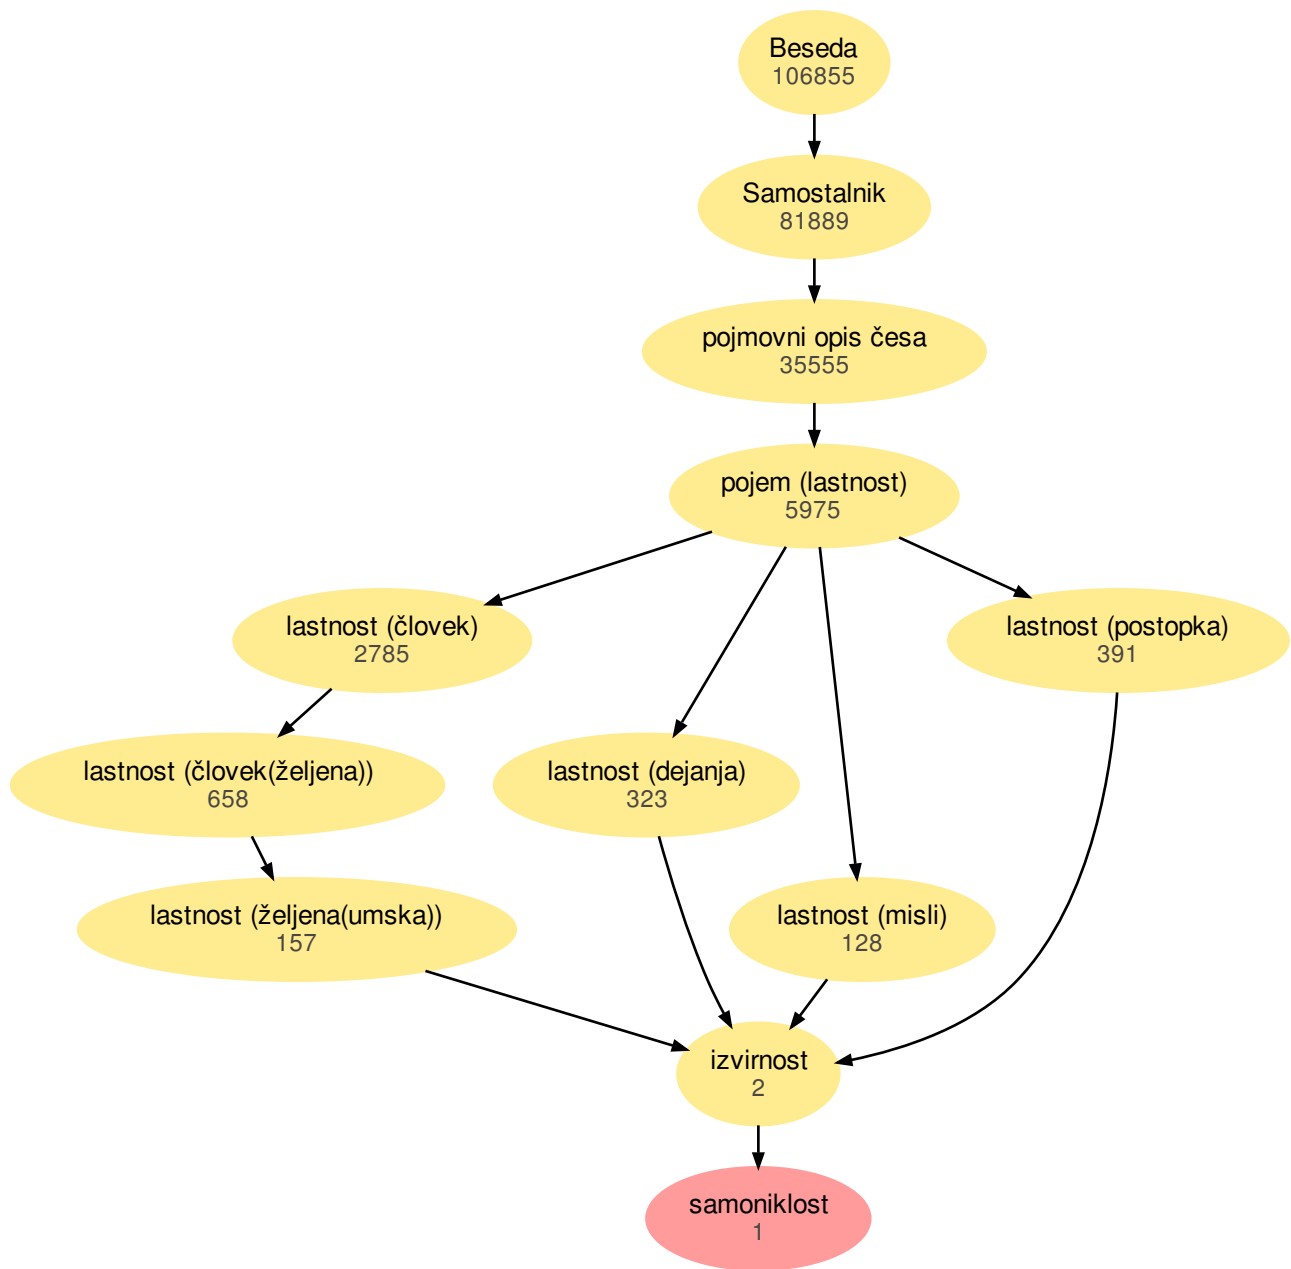 Beseda
106855
Samostalnik
81889
pojmovni opis česa
35555
pojem (lastnost)
5975
lastnost (človek)
2785
lastnost (postopka)
391
lastnost (človek(željena))
658
lastnost (dejanja)
323
lastnost (željena(umska))
157
lastnost (misli)
128
izvirnost
2
samoniklost
1